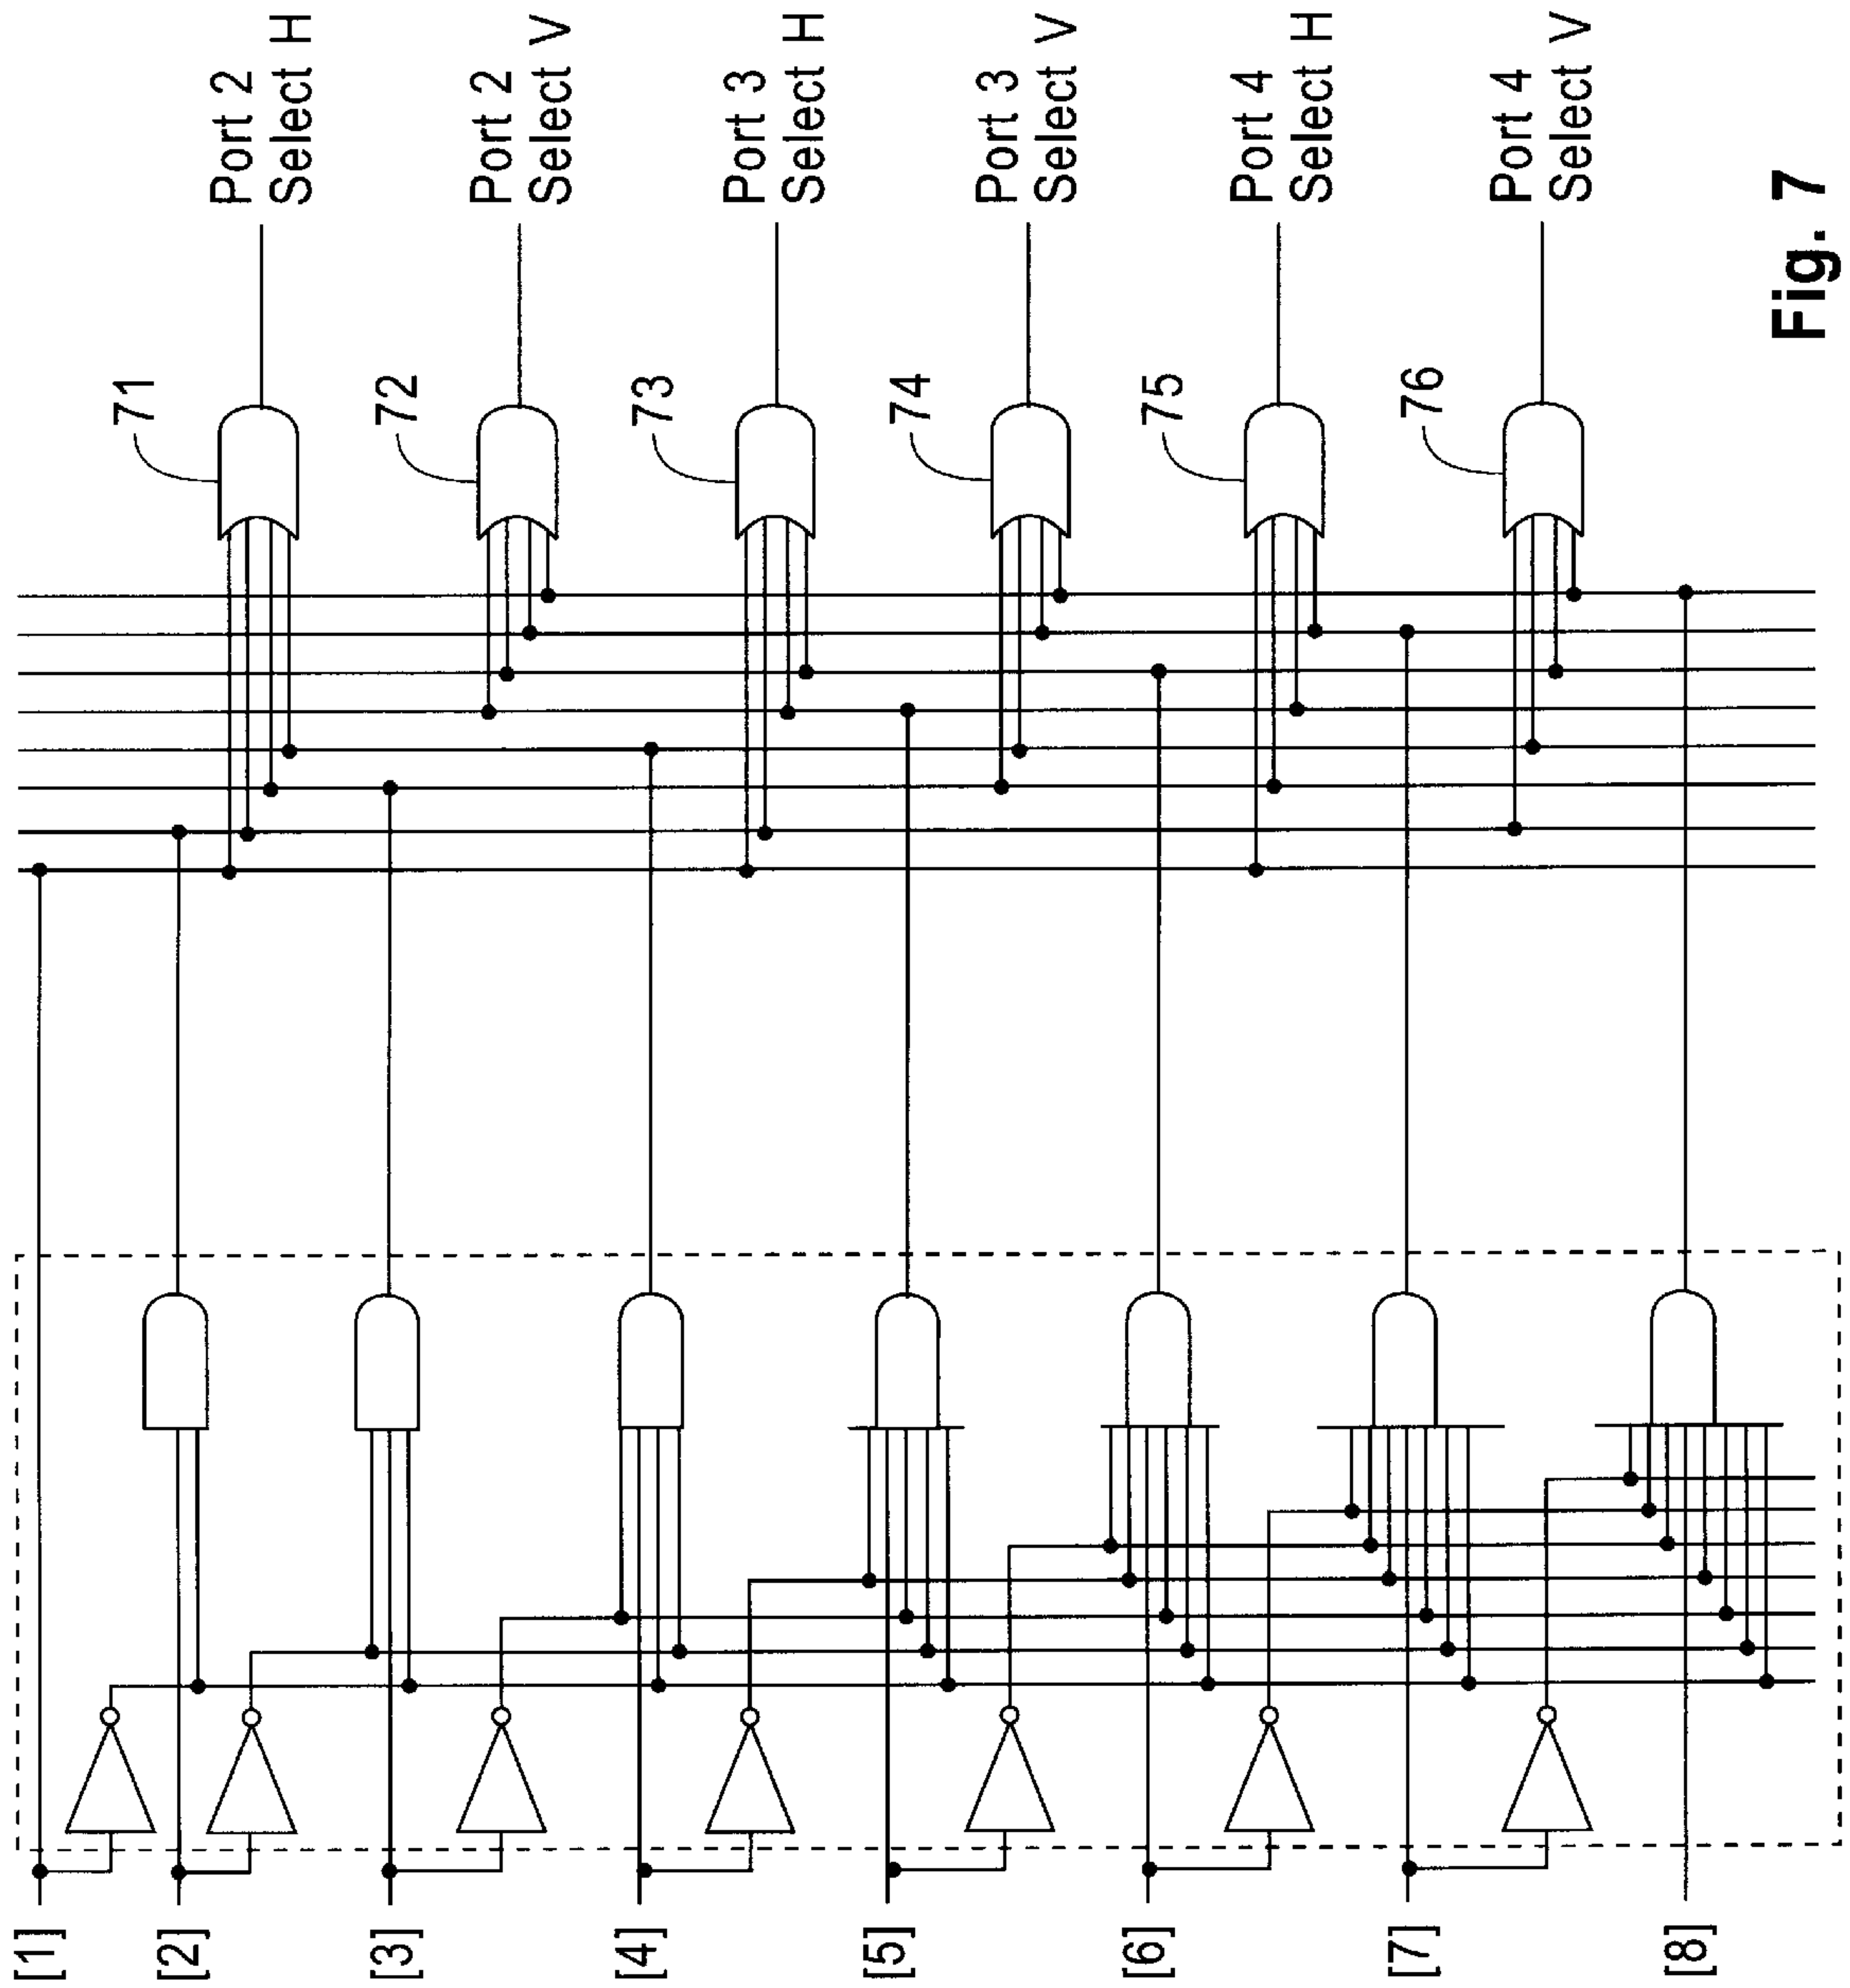 [1]
[2]
[3]
[4]
[5]
[6]
[7]
[8]
71
72
73
74
75
76
Port 2
Select H
Port 2
Select V
Port 3
Select H
Port 3
Select V
Port 4
Select H
Port 4
Select V
Fig. 7